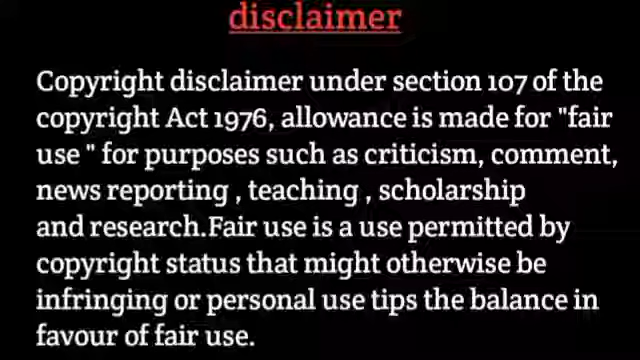 disclaimer
Copyright disclaimer under section 107 of the
copyright Act 1976, allowance is made for "fair
use " for purposes such as criticism, comment,
news reporting , teaching , scholarship
and research.Fair use is a use permitted by
copyright status that might otherwise be
infringing or personal use tips the balance in
favour of fair use.